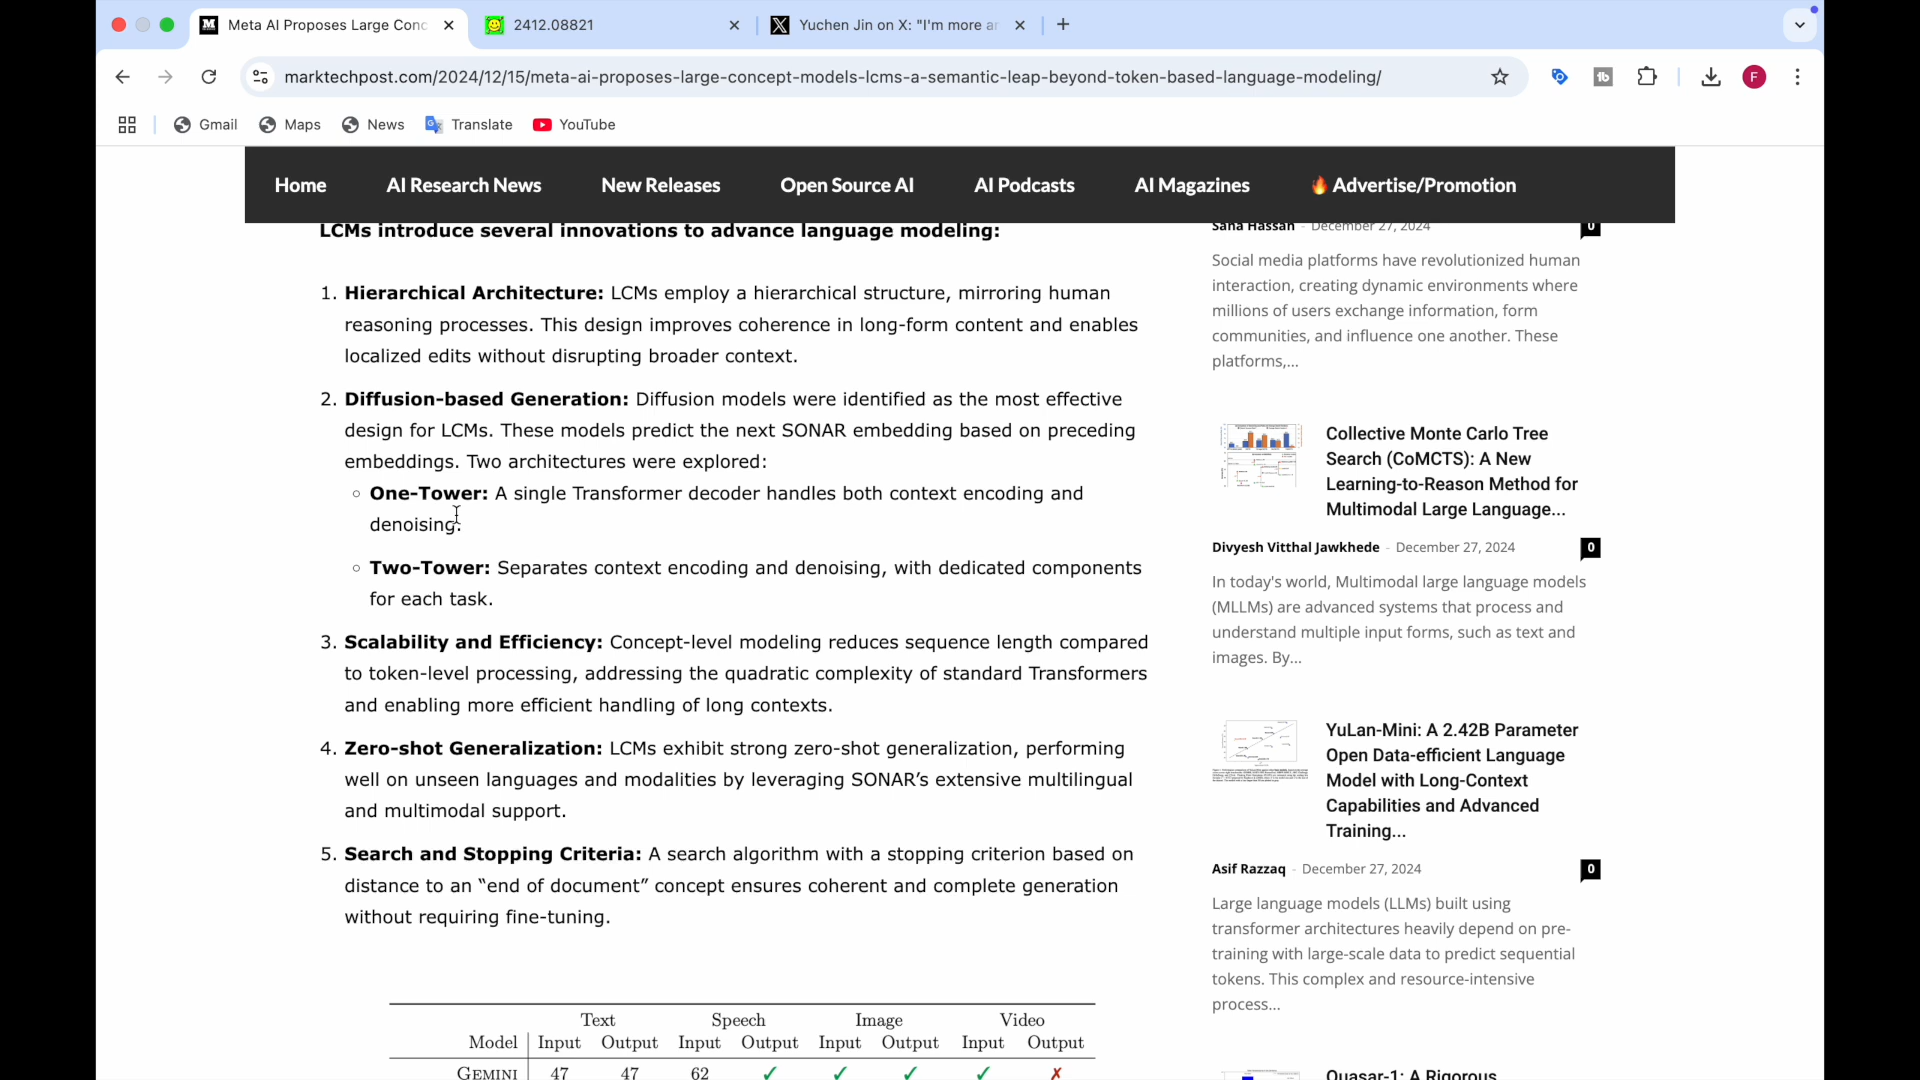 Meta AI Proposes Large Conc
2412.08821
Yuchen Jin on X: "I'm more ar
marktechpost.com/2024/12/15/meta-ai-proposes-large-concept-models-lcms-a-semantic-leap-beyond-token-based-language-modeling/
F
Gmail
Maps
News
Translate
YouTube
Home
AI Research News
New Releases
Open Source AI
AI Podcasts
AI Magazines
🔥 Advertise/Promotion
LCMs introduce several innovations to advance language modeling:
1. Hierarchical Architecture: LCMs employ a hierarchical structure, mirroring human
reasoning processes. This design improves coherence in long-form content and enables
localized edits without disrupting broader context.
2. Diffusion-based Generation: Diffusion models were identified as the most effective
design for LCMs. These models predict the next SONAR embedding based on preceding
embeddings. Two architectures were explored:
○ One-Tower: A single Transformer decoder handles both context encoding and
denoising.
○ Two-Tower: Separates context encoding and denoising, with dedicated components
for each task.
3. Scalability and Efficiency: Concept-level modeling reduces sequence length compared
to token-level processing, addressing the quadratic complexity of standard Transformers
and enabling more efficient handling of long contexts.
4. Zero-shot Generalization: LCMs exhibit strong zero-shot generalization, performing
well on unseen languages and modalities by leveraging SONAR’s extensive multilingual
and multimodal support.
5. Search and Stopping Criteria: A search algorithm with a stopping criterion based on
distance to an “end of document” concept ensures coherent and complete generation
without requiring fine-tuning.
Text Speech Image Video
Model Input Output Input Output Input Output Input Output
GEMINI 47 47 62 ✓ ✓ ✓ ✓ ✗
Sana Hassan - December 27, 2024
0
Social media platforms have revolutionized human
interaction, creating dynamic environments where
millions of users exchange information, form
communities, and influence one another. These
platforms,...
Collective Monte Carlo Tree
Search (CoMCTS): A New
Learning-to-Reason Method for
Multimodal Large Language...
Divyesh Vitthal Jawkhede - December 27, 2024
0
In today's world, Multimodal large language models
(MLLMs) are advanced systems that process and
understand multiple input forms, such as text and
images. By...
YuLan-Mini: A 2.42B Parameter
Open Data-efficient Language
Model with Long-Context
Capabilities and Advanced
Training...
Asif Razzaq - December 27, 2024
0
Large language models (LLMs) built using
transformer architectures heavily depend on pre-
training with large-scale data to predict sequential
tokens. This complex and resource-intensive
process...
Quasar-1: A Rigorous